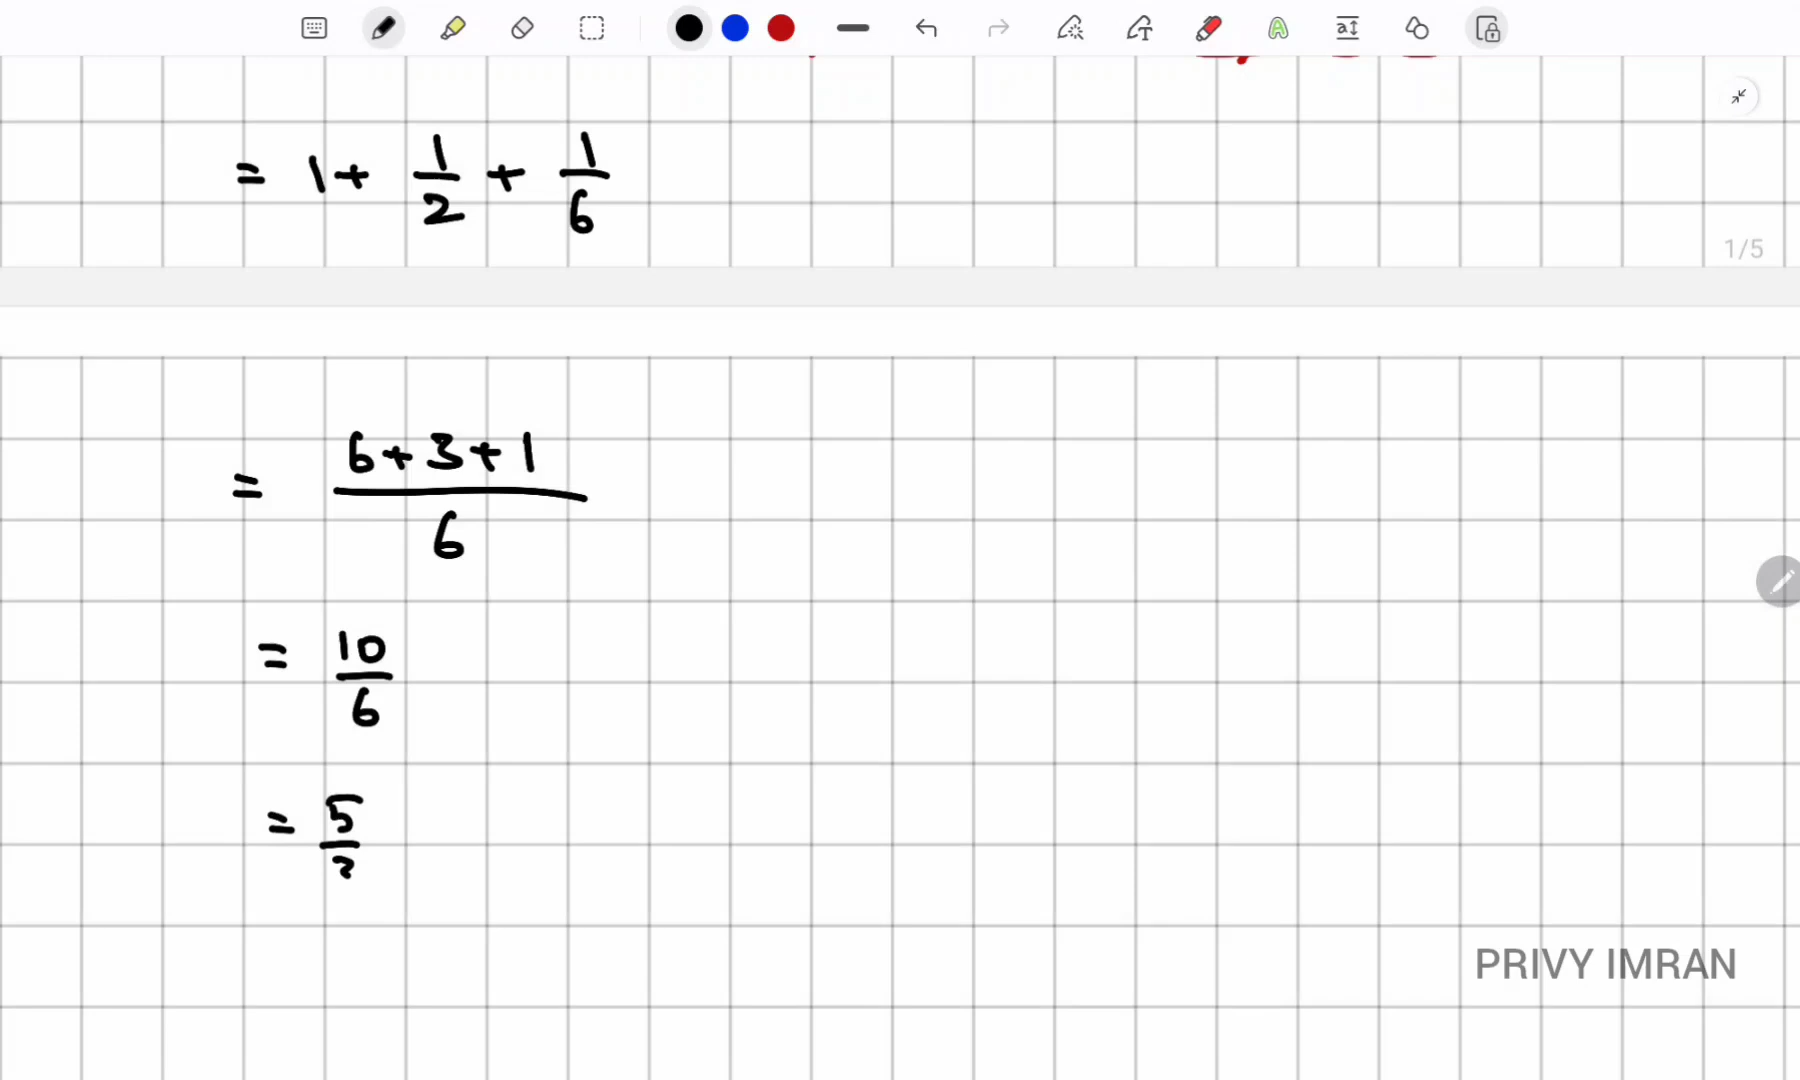 = 1 + 1/2 + 1/6
1/5
= (6+3+1)/6
= 10/6
= 5/3
PRIVY IMRAN